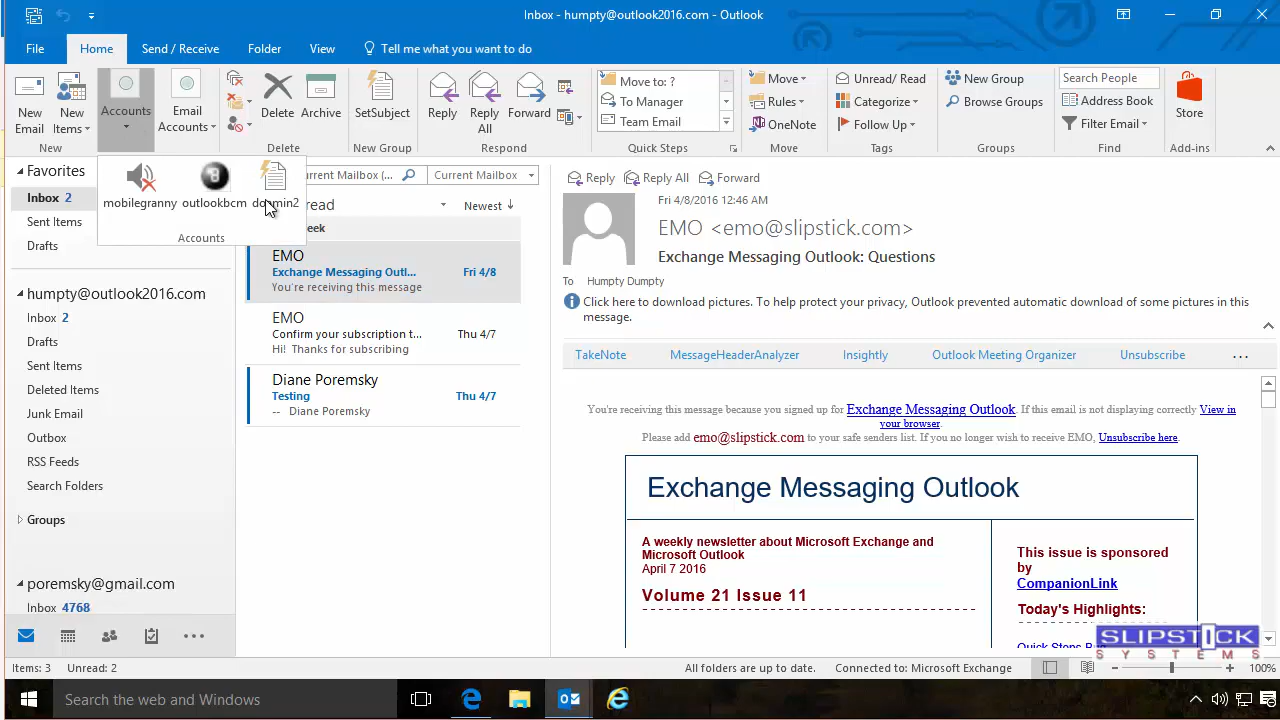 Inbox - humpty@outlook2016.com - Outlook
File Home Send / Receive Folder View Tell me what you want to do
New Email
New Items
Accounts
Email Accounts
Delete
Archive
SetSubject
Reply
Reply All
Forward
Move to: ?
To Manager
Team Email
Move
Rules
OneNote
Unread/ Read
Categorize
Follow Up
New Group
Browse Groups
Search People
Address Book
Filter Email
Store
New Delete New Group Respond Quick Steps Move Tags Groups Find Add-ins
mobilegranny outlookbcm
Accounts
Favorites
Inbox 2
Sent Items
Drafts
humpty@outlook2016.com
Inbox 2
Drafts
Sent Items
Deleted Items
Junk Email
Outbox
RSS Feeds
Search Folders
Groups
poremsky@gmail.com
Inbox 4768
Current Mailbox
Newest
EMO
Exchange Messaging Outl... Fri 4/8
You're receiving this message
EMO
Confirm your subscription t... Thu 4/7
Hi! Thanks for subscribing
Diane Poremsky
Testing Thu 4/7
-- Diane Poremsky
Reply Reply All Forward
Fri 4/8/2016 12:46 AM
EMO <emo@slipstick.com>
Exchange Messaging Outlook: Questions
To Humpty Dumpty
Click here to download pictures. To help protect your privacy, Outlook prevented automatic download of some pictures in this
message.
TakeNote MessageHeaderAnalyzer Insightly Outlook Meeting Organizer Unsubscribe ...
You're receiving this message because you signed up for Exchange Messaging Outlook. If this email is not displaying correctly View in
your browser.
Please add emo@slipstick.com to your safe senders list. If you no longer wish to receive EMO, Unsubscribe here.
Exchange Messaging Outlook
A weekly newsletter about Microsoft Exchange and
Microsoft Outlook
April 7 2016
Volume 21 Issue 11
This issue is sponsored
by
CompanionLink
Today's Highlights:
SLIPSTICK
SYSTEMS
Items: 3 Unread: 2 All folders are up to date. Connected to: Microsoft Exchange 100%
Search the web and Windows